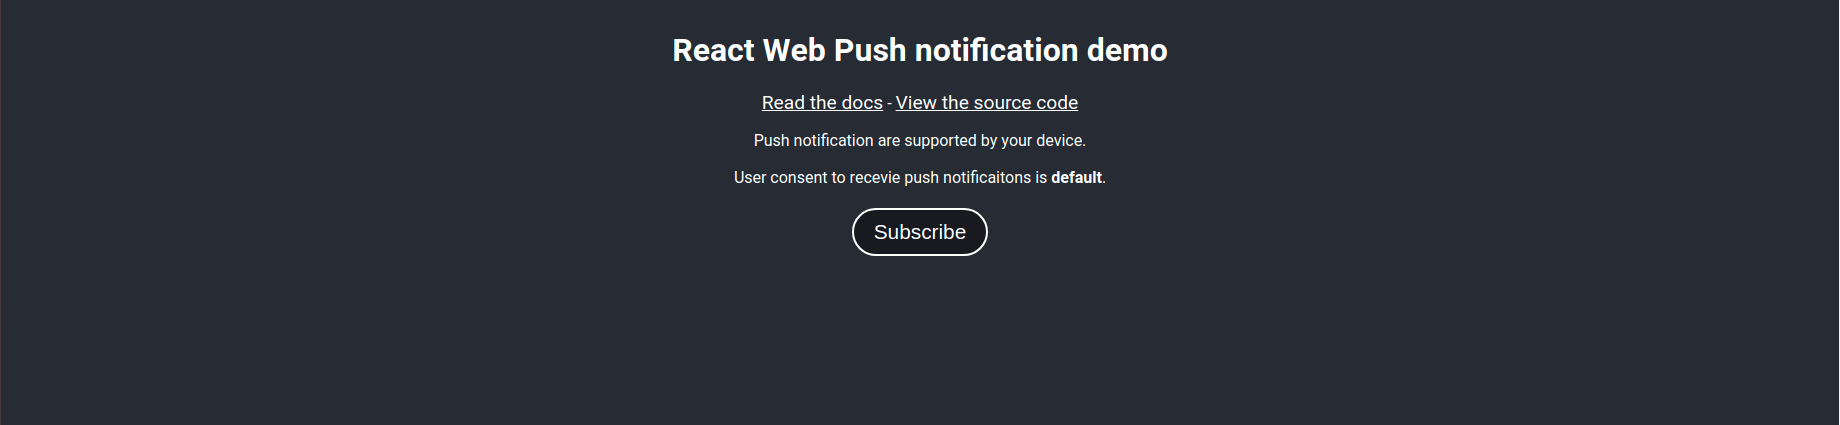 React Web Push notification demo
Read the docs - View the source code
Push notification are supported by your device.
User consent to recevie push notificaitons is default.
Subscribe